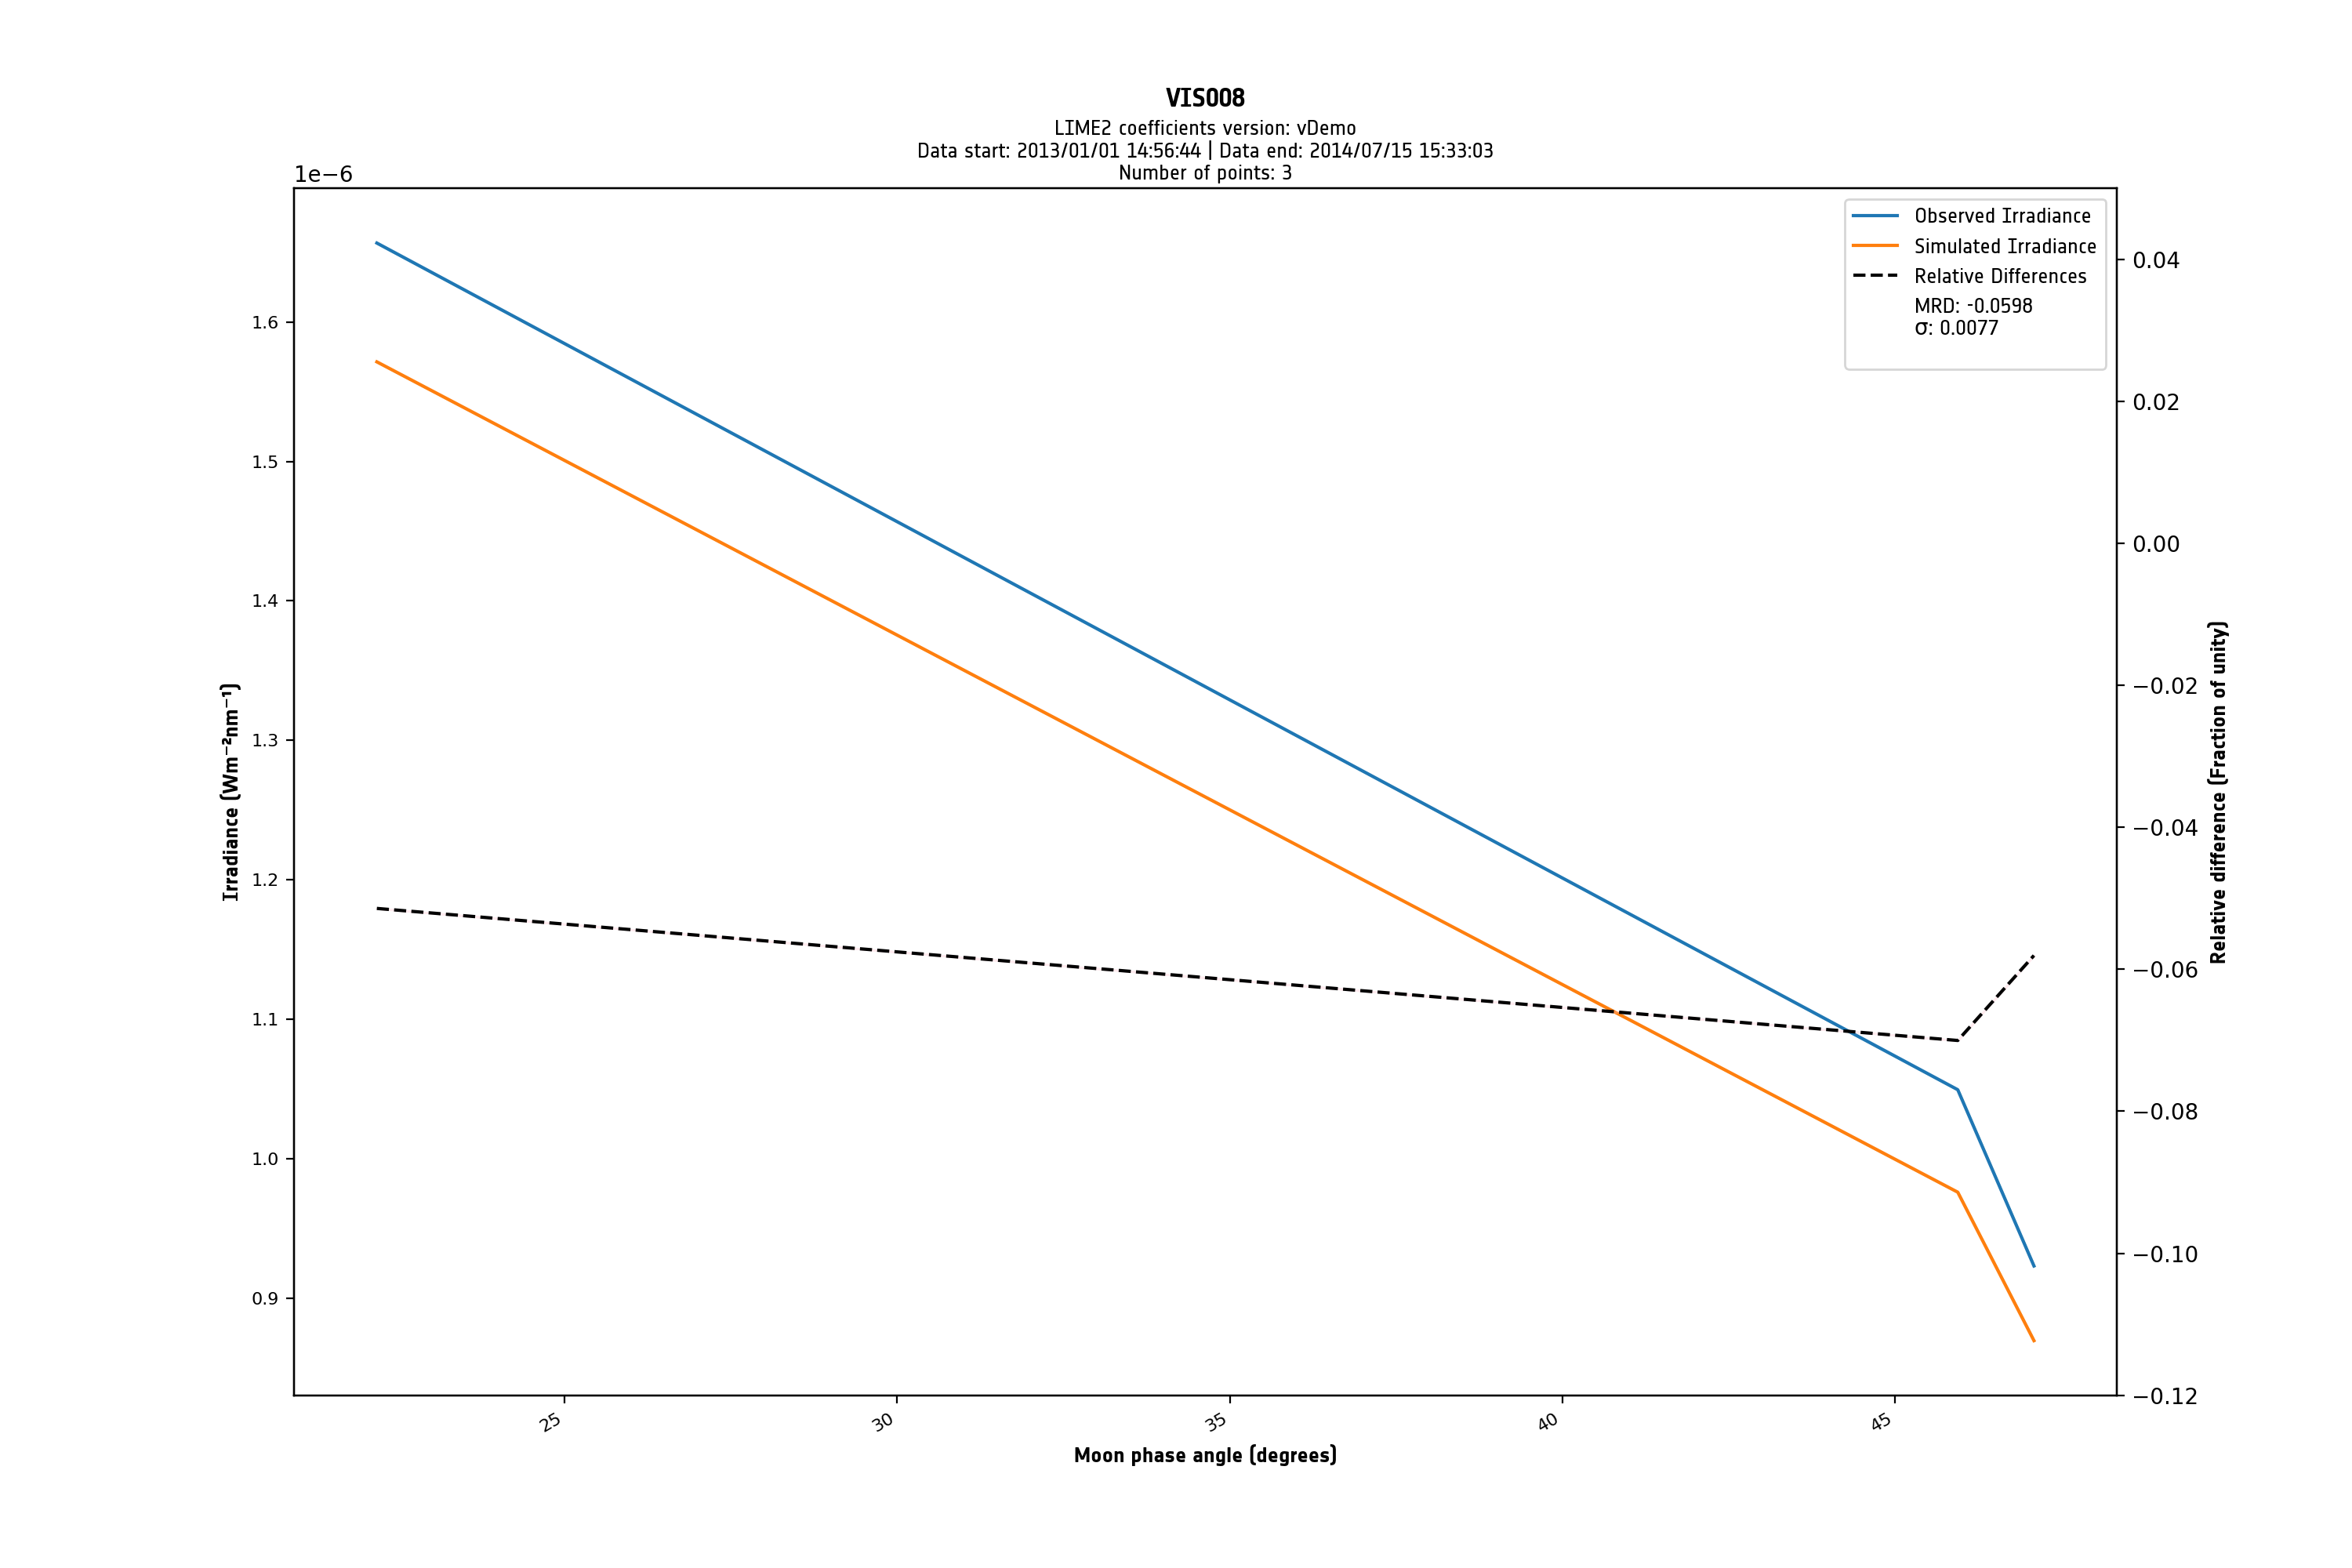 VIS008
LIME2 coefficients version: vDemo
Data start: 2013/01/01 14:56:44 | Data end: 2014/07/15 15:33:03
Number of points: 3
1e−6
Observed Irradiance
Simulated Irradiance
Relative Differences
MRD: -0.0598
σ: 0.0077
1.6
1.5
1.4
1.3
1.2
1.1
1.0
0.9
Irradiance (Wm⁻²nm⁻¹)
0.04
0.02
0.00
−0.02
−0.04
−0.06
−0.08
−0.10
−0.12
Relative difference (Fraction of unity)
25
30
35
40
45
Moon phase angle (degrees)